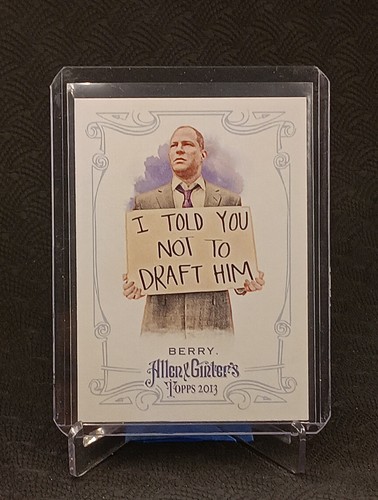 I TOLD YOU
NOT TO
DRAFT HIM
BERRY.
Allen & Ginter's
TOPPS 2013